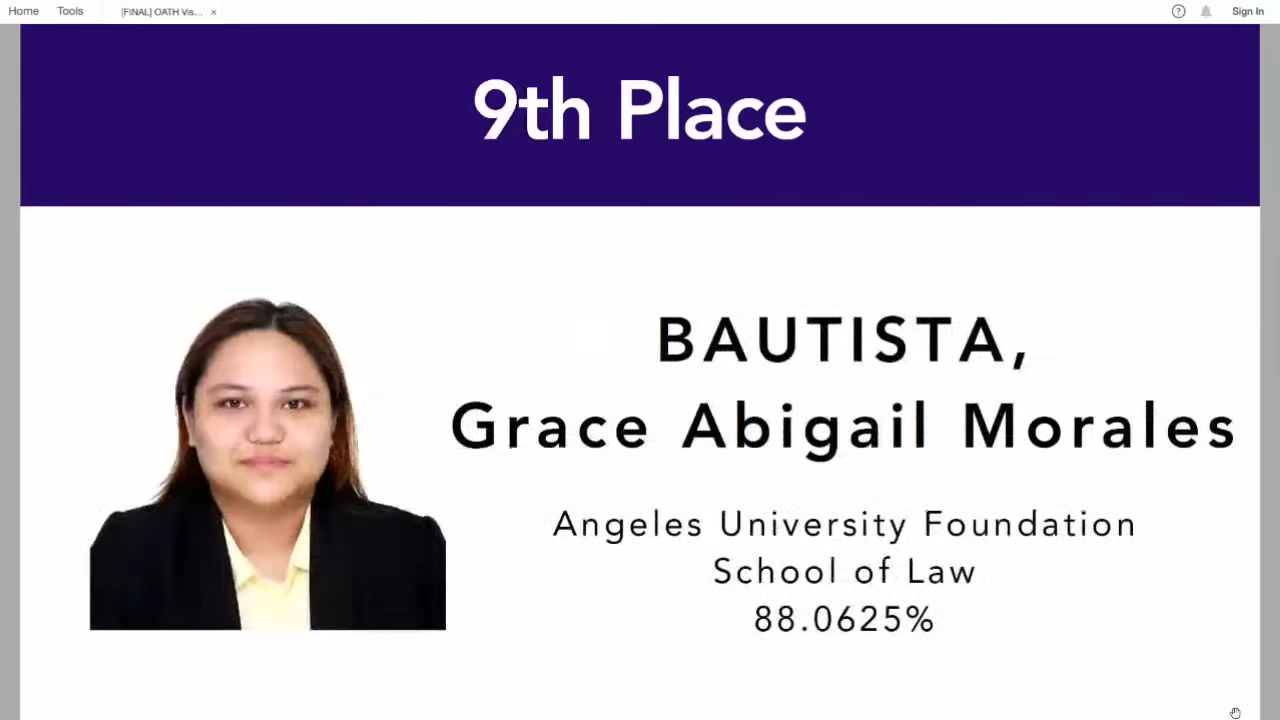 Home Tools [FINAL] OATH Vis... × ? Sign In
9th Place
BAUTISTA,
Grace Abigail Morales
Angeles University Foundation
School of Law
88.0625%